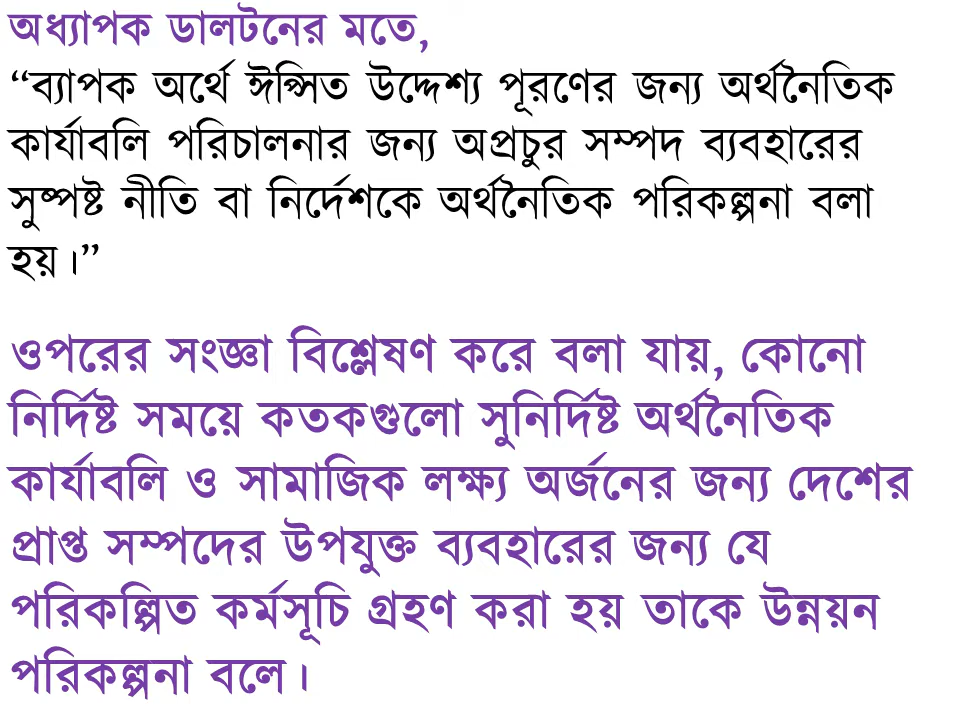 অধ্যাপক ডালটনের মতে,
“ব্যাপক অর্থে ঈপ্সিত উদ্দেশ্য পূরণের জন্য অর্থনৈতিক
কার্যাবলি পরিচালনার জন্য অপ্রচুর সম্পদ ব্যবহারের
সুষ্পষ্ট নীতি বা নির্দেশকে অর্থনৈতিক পরিকল্পনা বলা
হয়।”
ওপরের সংজ্ঞা বিশ্লেষণ করে বলা যায়, কোনো
নির্দিষ্ট সময়ে কতকগুলো সুনির্দিষ্ট অর্থনৈতিক
কার্যাবলি ও সামাজিক লক্ষ্য অর্জনের জন্য দেশের
প্রাপ্ত সম্পদের উপযুক্ত ব্যবহারের জন্য যে
পরিকল্পিত কর্মসূচি গ্রহণ করা হয় তাকে উন্নয়ন
পরিকল্পনা বলে।